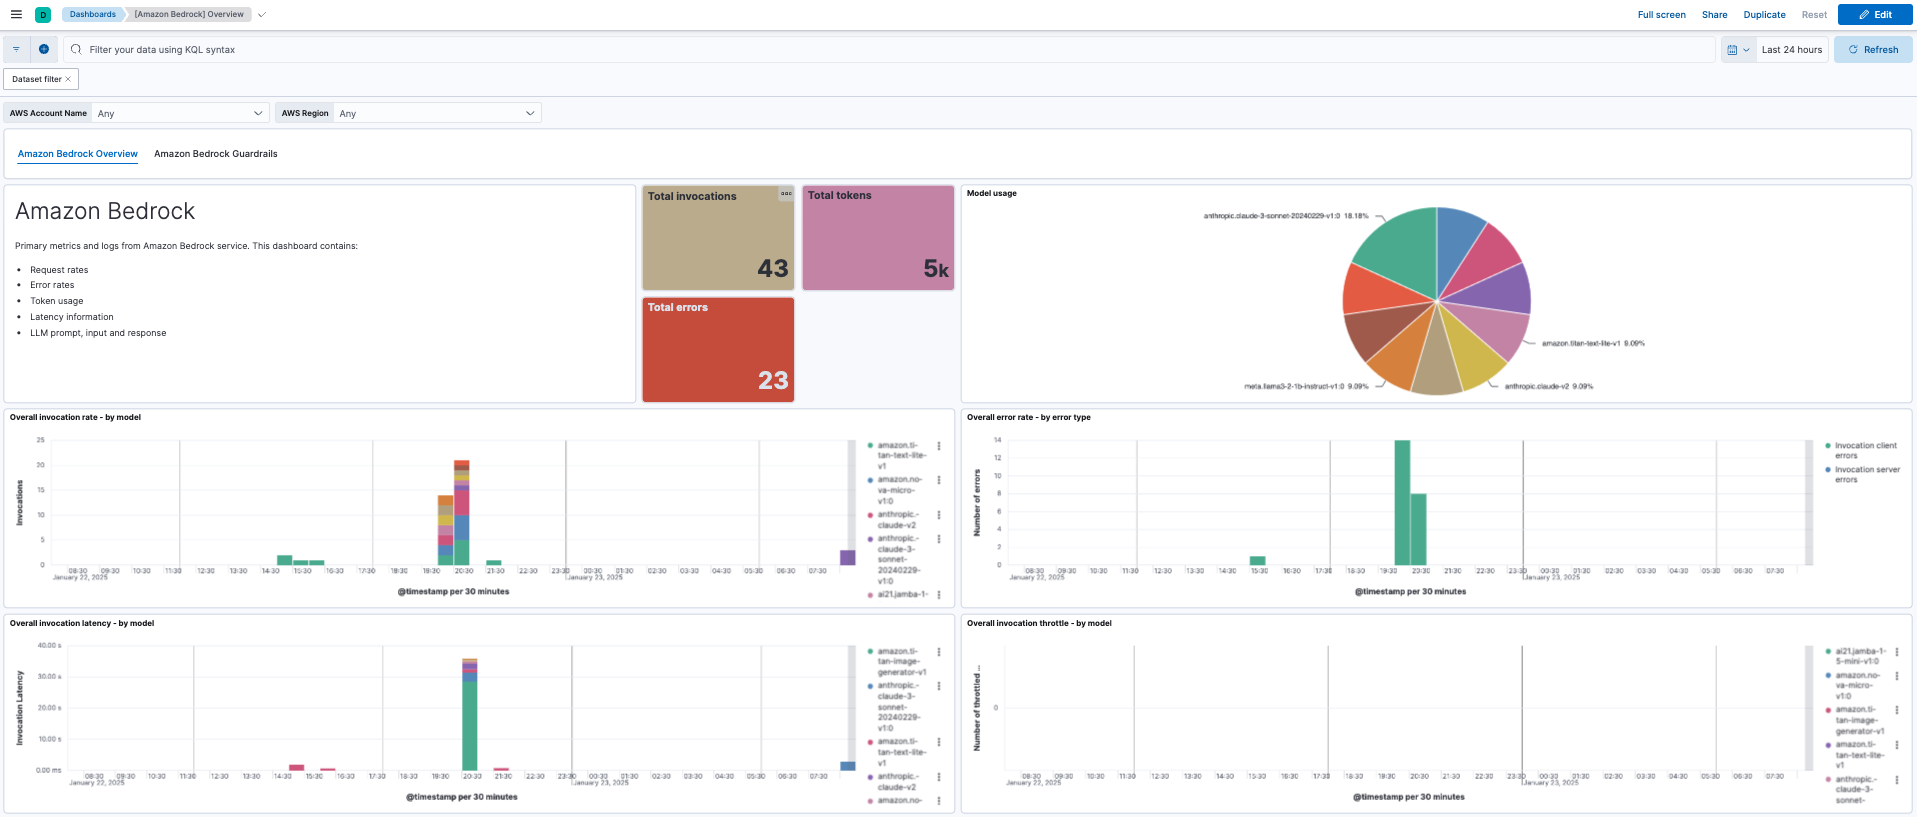 D Dashboards [Amazon Bedrock] Overview Full screen Share Duplicate Reset Edit
Filter your data using KQL syntax Last 24 hours Refresh
Dataset filter
AWS Account Name Any AWS Region Any
Amazon Bedrock Overview Amazon Bedrock Guardrails
Amazon Bedrock
Primary metrics and logs from Amazon Bedrock service. This dashboard contains:
Request rates
Error rates
Token usage
Latency information
LLM prompt, input and response
Total invocations
43
Total tokens
5k
Total errors
23
Model usage
anthropic.claude-3-sonnet-20240229-v1:0 18.18%
amazon.titan-text-lite-v1 9.09%
anthropic.claude-v2 9.09%
meta.llama3-2-1b-instruct-v1:0 9.09%
Overall invocation rate - by model
Invocations
25
20
15
10
5
0
08:30 09:30 10:30 11:30 12:30 13:30 14:30 15:30 16:30 17:30 18:30 19:30 20:30 21:30 22:30 23:30 00:30 01:30 02:30 03:30 04:30 05:30 06:30 07:30
January 22, 2025 January 23, 2025
@timestamp per 30 minutes
amazon.ti-
tan-text-lite-
v1
amazon.no-
va-micro-
v1:0
anthropic.-
claude-v2
anthropic.-
claude-3-
sonnet-
20240229-
v1:0
ai21.jamba-1-
Overall error rate - by error type
Number of errors
14
12
10
8
6
4
2
0
08:30 09:30 10:30 11:30 12:30 13:30 14:30 15:30 16:30 17:30 18:30 19:30 20:30 21:30 22:30 23:30 00:30 01:30 02:30 03:30 04:30 05:30 06:30 07:30
January 22, 2025 January 23, 2025
@timestamp per 30 minutes
Invocation client
errors
Invocation server
errors
Overall invocation latency - by model
Invocation Latency
40.00 s
30.00 s
20.00 s
10.00 s
0.00 ms
08:30 09:30 10:30 11:30 12:30 13:30 14:30 15:30 16:30 17:30 18:30 19:30 20:30 21:30 22:30 23:30 00:30 01:30 02:30 03:30 04:30 05:30 06:30 07:30
January 22, 2025 January 23, 2025
@timestamp per 30 minutes
amazon.ti-
tan-image-
generator-v1
anthropic.-
claude-3-
sonnet-
20240229-
v1:0
amazon.ti-
tan-text-lite-
v1
anthropic.-
claude-v2
amazon.no-
Overall invocation throttle - by model
Number of throttled ...
0
08:30 09:30 10:30 11:30 12:30 13:30 14:30 15:30 16:30 17:30 18:30 19:30 20:30 21:30 22:30 23:30 00:30 01:30 02:30 03:30 04:30 05:30 06:30 07:30
January 22, 2025 January 23, 2025
@timestamp per 30 minutes
ai21.jamba-1-
5-mini-v1:0
amazon.no-
va-micro-
v1:0
amazon.ti-
tan-image-
generator-v1
amazon.ti-
tan-text-lite-
v1
anthropic.-
claude-3-
sonnet-